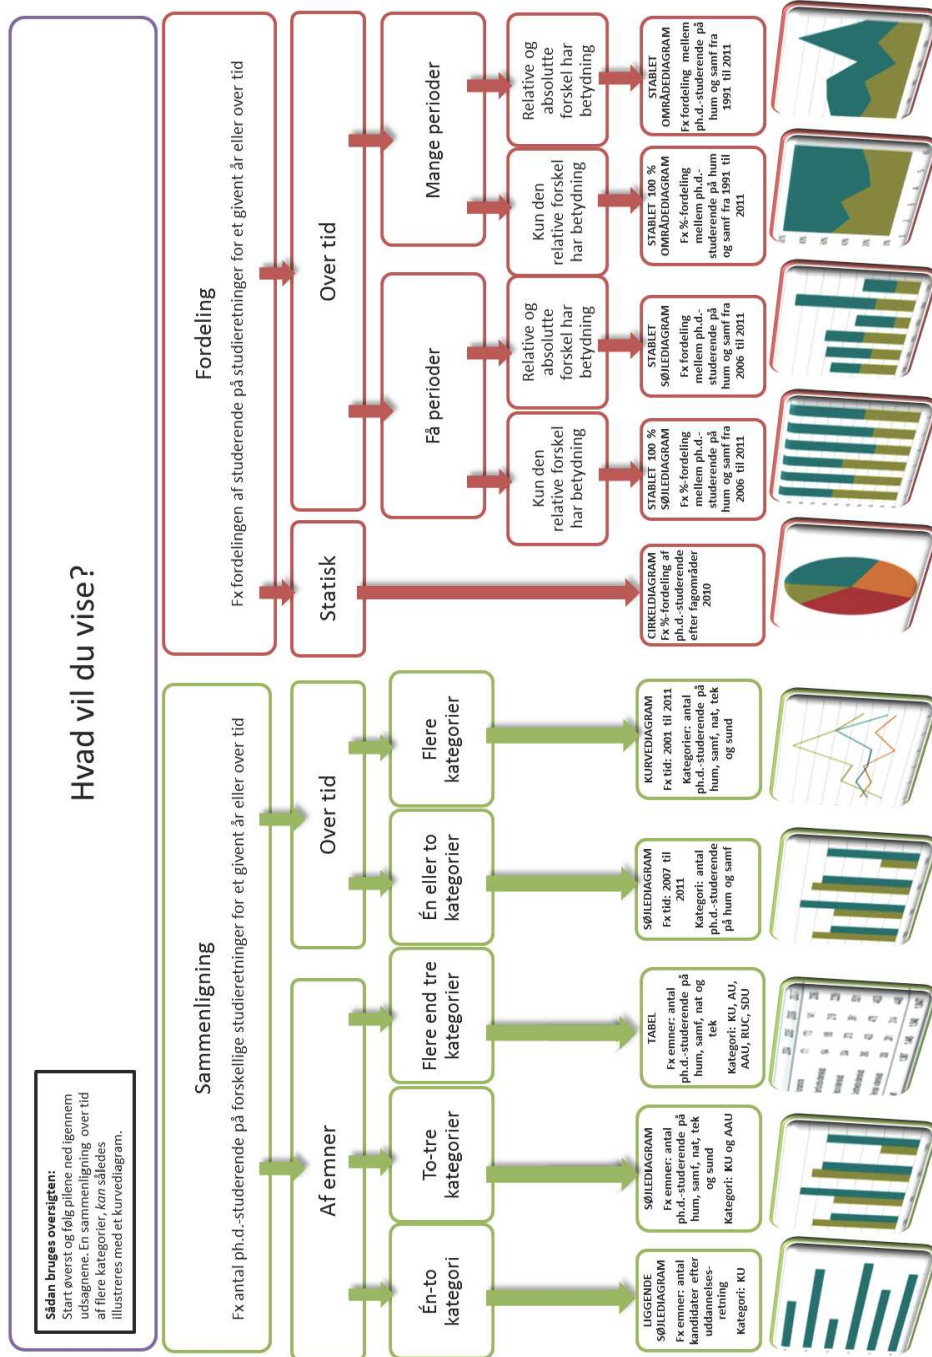 Hvad vil du vise?
Sådan bruges oversigten:
Start øverst og følg pilene ned igennem
udsagnene. En sammenligning over tid
af flere kategorier, kan således
illustreres med et kurvediagram.
Sammenligning
Fx antal ph.d.-studerende på forskellige studieretninger for et givent år eller over tid
Af emner
Over tid
Én-to
kategori
To-tre
kategorier
Flere end tre
kategorier
Én eller to
kategorier
Flere
kategorier
LIGGENDE
SØJLEDIAGRAM
Fx emner: antal
kandidater efter
uddannelses-
retning
Kategori: KU
SØJLEDIAGRAM
Fx emner: antal
ph.d.-studerende på
hum, samf, nat, tek
og sund
Kategori: KU og AAU
TABEL
Fx emner: antal
ph.d.-studerende på
hum, samf, nat og
tek
Kategori: KU, AU,
AAU, RUC, SDU
SØJLEDIAGRAM
Fx tid: 2007 til
2011
Kategori: antal
ph.d.-studerende
på hum og samf
KURVEDIAGRAM
Fx tid: 2001 til 2011
Kategorier: antal
ph.d.-studerende på
hum, samf, nat, tek
og sund
Fordeling
Fx fordelingen af studerende på studieretninger for et givent år eller over tid
Statisk
Over tid
Få perioder
Mange perioder
Kun den
relative forskel
har betydning
Relative og
absolutte
forskel har
betydning
Kun den
relative forskel
har betydning
Relative og
absolutte
forskel har
betydning
CIRKELDIAGRAM
Fx %-fordeling af
ph.d.-studerende
efter fagområder
2010
STABLET 100 %
SØJLEDIAGRAM
Fx %-fordeling
mellem ph.d.-
studerende på
hum og samf fra
2006 til 2011
STABLET
SØJLEDIAGRAM
Fx fordeling
mellem ph.d.-
studerende på
hum og samf fra
2006 til 2011
STABLET 100 %
OMRÅDEDIAGRAM
Fx %-fordeling
mellem ph.d.-
studerende på hum
og samf fra 1991 til
2011
STABLET
OMRÅDEDIAGRAM
Fx fordeling mellem
ph.d.-studerende på
hum og samf fra
1991 til 2011